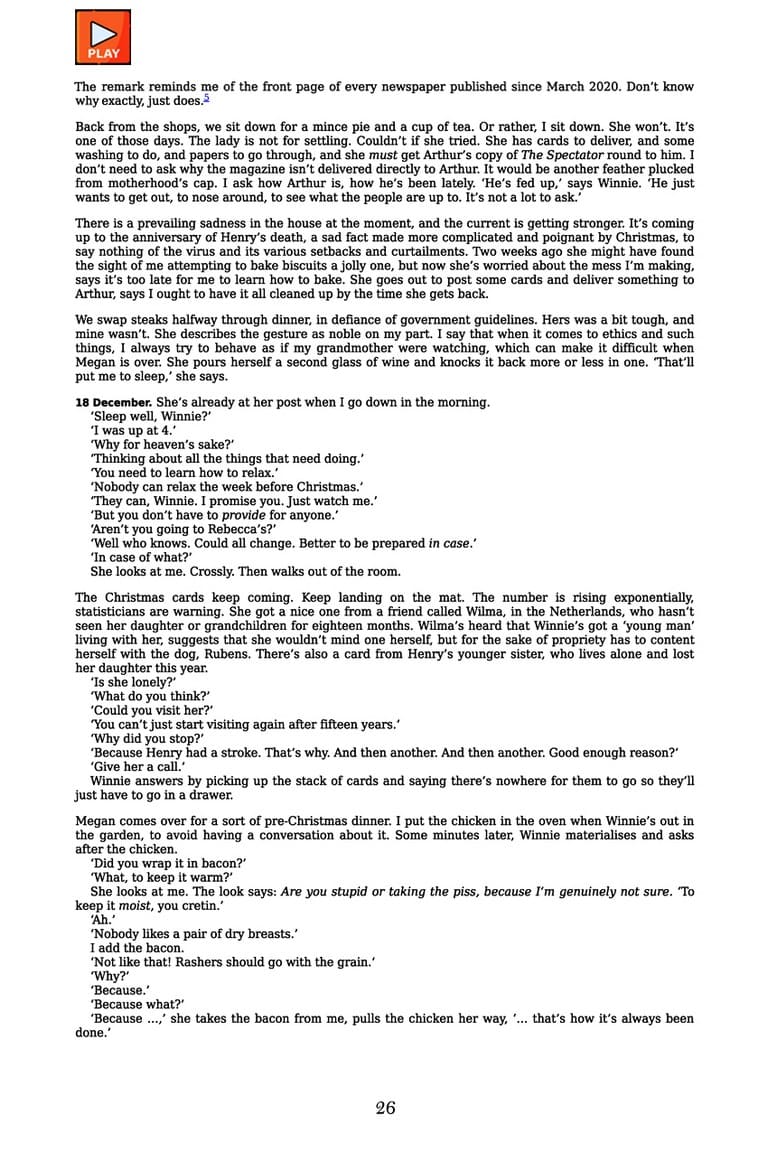 PLAY
The remark reminds me of the front page of every newspaper published since March 2020. Don’t know
why exactly, just does.5
Back from the shops, we sit down for a mince pie and a cup of tea. Or rather, I sit down. She won’t. It’s
one of those days. The lady is not for settling. Couldn’t if she tried. She has cards to deliver, and some
washing to do, and papers to go through, and she must get Arthur’s copy of The Spectator round to him. I
don’t need to ask why the magazine isn’t delivered directly to Arthur. It would be another feather plucked
from motherhood’s cap. I ask how Arthur is, how he’s been lately. ‘He’s fed up,’ says Winnie. ‘He just
wants to get out, to nose around, to see what the people are up to. It’s not a lot to ask.’
There is a prevailing sadness in the house at the moment, and the current is getting stronger. It’s coming
up to the anniversary of Henry’s death, a sad fact made more complicated and poignant by Christmas, to
say nothing of the virus and its various setbacks and curtailments. Two weeks ago she might have found
the sight of me attempting to bake biscuits a jolly one, but now she’s worried about the mess I’m making,
says it’s too late for me to learn how to bake. She goes out to post some cards and deliver something to
Arthur, says I ought to have it all cleaned up by the time she gets back.
We swap steaks halfway through dinner, in defiance of government guidelines. Hers was a bit tough, and
mine wasn’t. She describes the gesture as noble on my part. I say that when it comes to ethics and such
things, I always try to behave as if my grandmother were watching, which can make it difficult when
Megan is over. She pours herself a second glass of wine and knocks it back more or less in one. ‘That’ll
put me to sleep,’ she says.
18 December. She’s already at her post when I go down in the morning.
‘Sleep well, Winnie?’
‘I was up at 4.’
‘Why for heaven’s sake?’
‘Thinking about all the things that need doing.’
‘You need to learn how to relax.’
‘Nobody can relax the week before Christmas.’
‘They can, Winnie. I promise you. Just watch me.’
‘But you don’t have to provide for anyone.’
‘Aren’t you going to Rebecca’s?’
‘Well who knows. Could all change. Better to be prepared in case.’
‘In case of what?’
She looks at me. Crossly. Then walks out of the room.
The Christmas cards keep coming. Keep landing on the mat. The number is rising exponentially,
statisticians are warning. She got a nice one from a friend called Wilma, in the Netherlands, who hasn’t
seen her daughter or grandchildren for eighteen months. Wilma’s heard that Winnie’s got a ‘young man’
living with her, suggests that she wouldn’t mind one herself, but for the sake of propriety has to content
herself with the dog, Rubens. There’s also a card from Henry’s younger sister, who lives alone and lost
her daughter this year.
‘Is she lonely?’
‘What do you think?’
‘Could you visit her?’
‘You can’t just start visiting again after fifteen years.’
‘Why did you stop?’
‘Because Henry had a stroke. That’s why. And then another. And then another. Good enough reason?’
‘Give her a call.’
Winnie answers by picking up the stack of cards and saying there’s nowhere for them to go so they’ll
just have to go in a drawer.
Megan comes over for a sort of pre-Christmas dinner. I put the chicken in the oven when Winnie’s out in
the garden, to avoid having a conversation about it. Some minutes later, Winnie materialises and asks
after the chicken.
‘Did you wrap it in bacon?’
‘What, to keep it warm?’
She looks at me. The look says: Are you stupid or taking the piss, because I’m genuinely not sure. ‘To
keep it moist, you cretin.’
‘Ah.’
‘Nobody likes a pair of dry breasts.’
I add the bacon.
‘Not like that! Rashers should go with the grain.’
‘Why?’
‘Because.’
‘Because what?’
‘Because ...,’ she takes the bacon from me, pulls the chicken her way, ‘... that’s how it’s always been
done.’
26